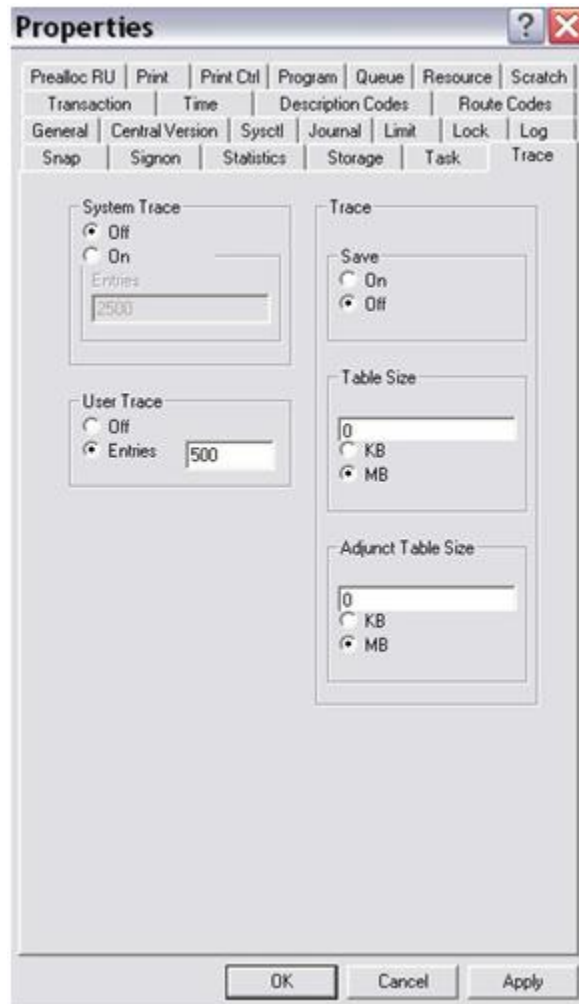 Properties
?
Prealloc RU Print Print Ctrl Program Queue Resource Scratch
Transaction Time Description Codes Route Codes
General Central Version Sysctl Journal Limit Lock Log
Snap Signon Statistics Storage Task Trace
System Trace
Off
On
Entries
2500
User Trace
Off
Entries 500
Trace
Save
On
Off
Table Size
0
KB
MB
Adjunct Table Size
0
KB
MB
OK Cancel Apply